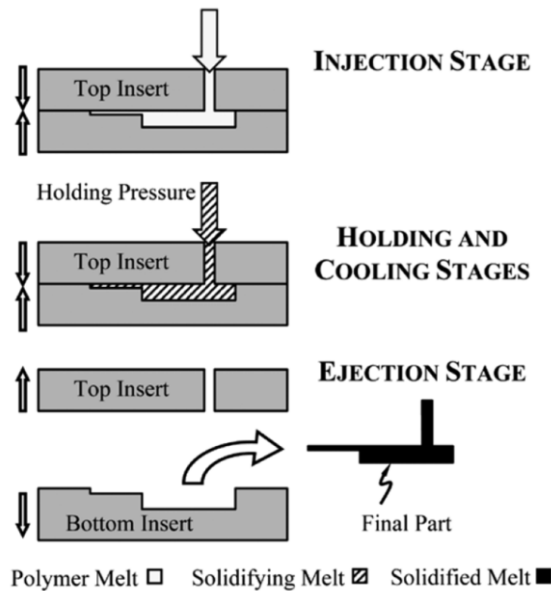 INJECTION STAGE
Top Insert
Holding Pressure
HOLDING AND
COOLING STAGES
Top Insert
EJECTION STAGE
Top Insert
Bottom Insert
Final Part
Polymer Melt
Solidifying Melt
Solidified Melt